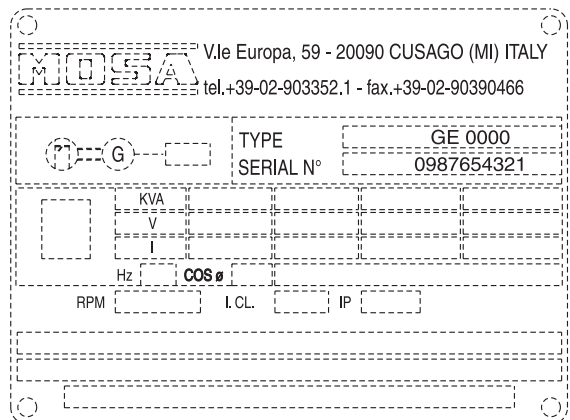 MOSA
V.le Europa, 59 - 20090 CUSAGO (MI) ITALY
tel.+39-02-903352.1 - fax.+39-02-90390466
M G
TYPE GE 0000
SERIAL N° 0987654321
KVA
V
I
Hz COS ø
RPM I. CL. IP